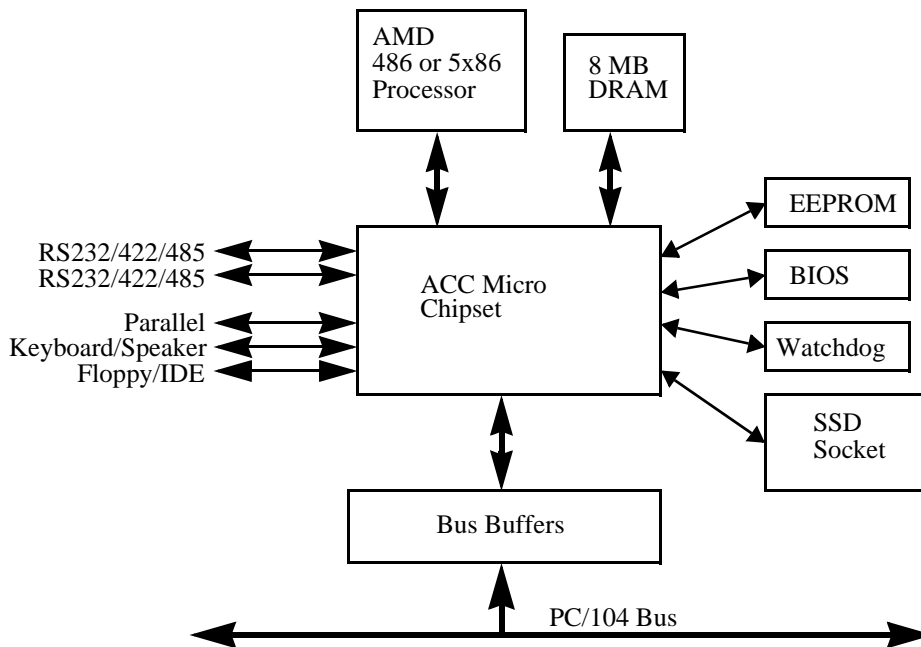 AMD
486 or 5x86
Processor
8 MB
DRAM
EEPROM
RS232/422/485
RS232/422/485
ACC Micro
Chipset
BIOS
Parallel
Keyboard/Speaker
Floppy/IDE
Watchdog
SSD
Socket
Bus Buffers
PC/104 Bus